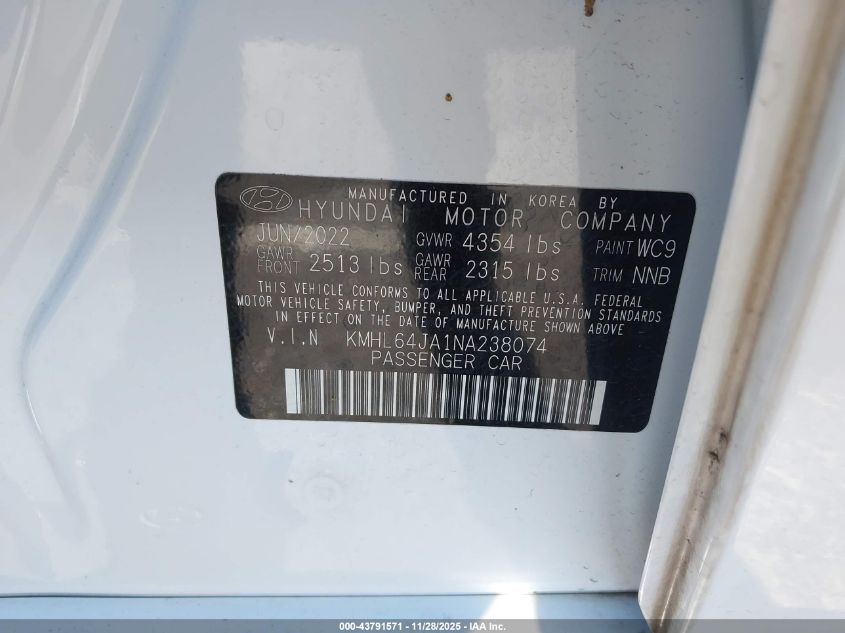 MANUFACTURED IN KOREA BY
HYUNDAI MOTOR COMPANY
JUN/2022 GVWR 4354 lbs PAINT WC9
GAWR FRONT 2513 lbs GAWR REAR 2315 lbs TRIM NNB
THIS VEHICLE CONFORMS TO ALL APPLICABLE U.S.A. FEDERAL
MOTOR VEHICLE SAFETY, BUMPER, AND THEFT PREVENTION STANDARDS
IN EFFECT ON THE DATE OF MANUFACTURE SHOWN ABOVE
V.I.N KMHL64JA1NA238074
PASSENGER CAR
000-43791571 | 11/28/2025 - IAA Inc.